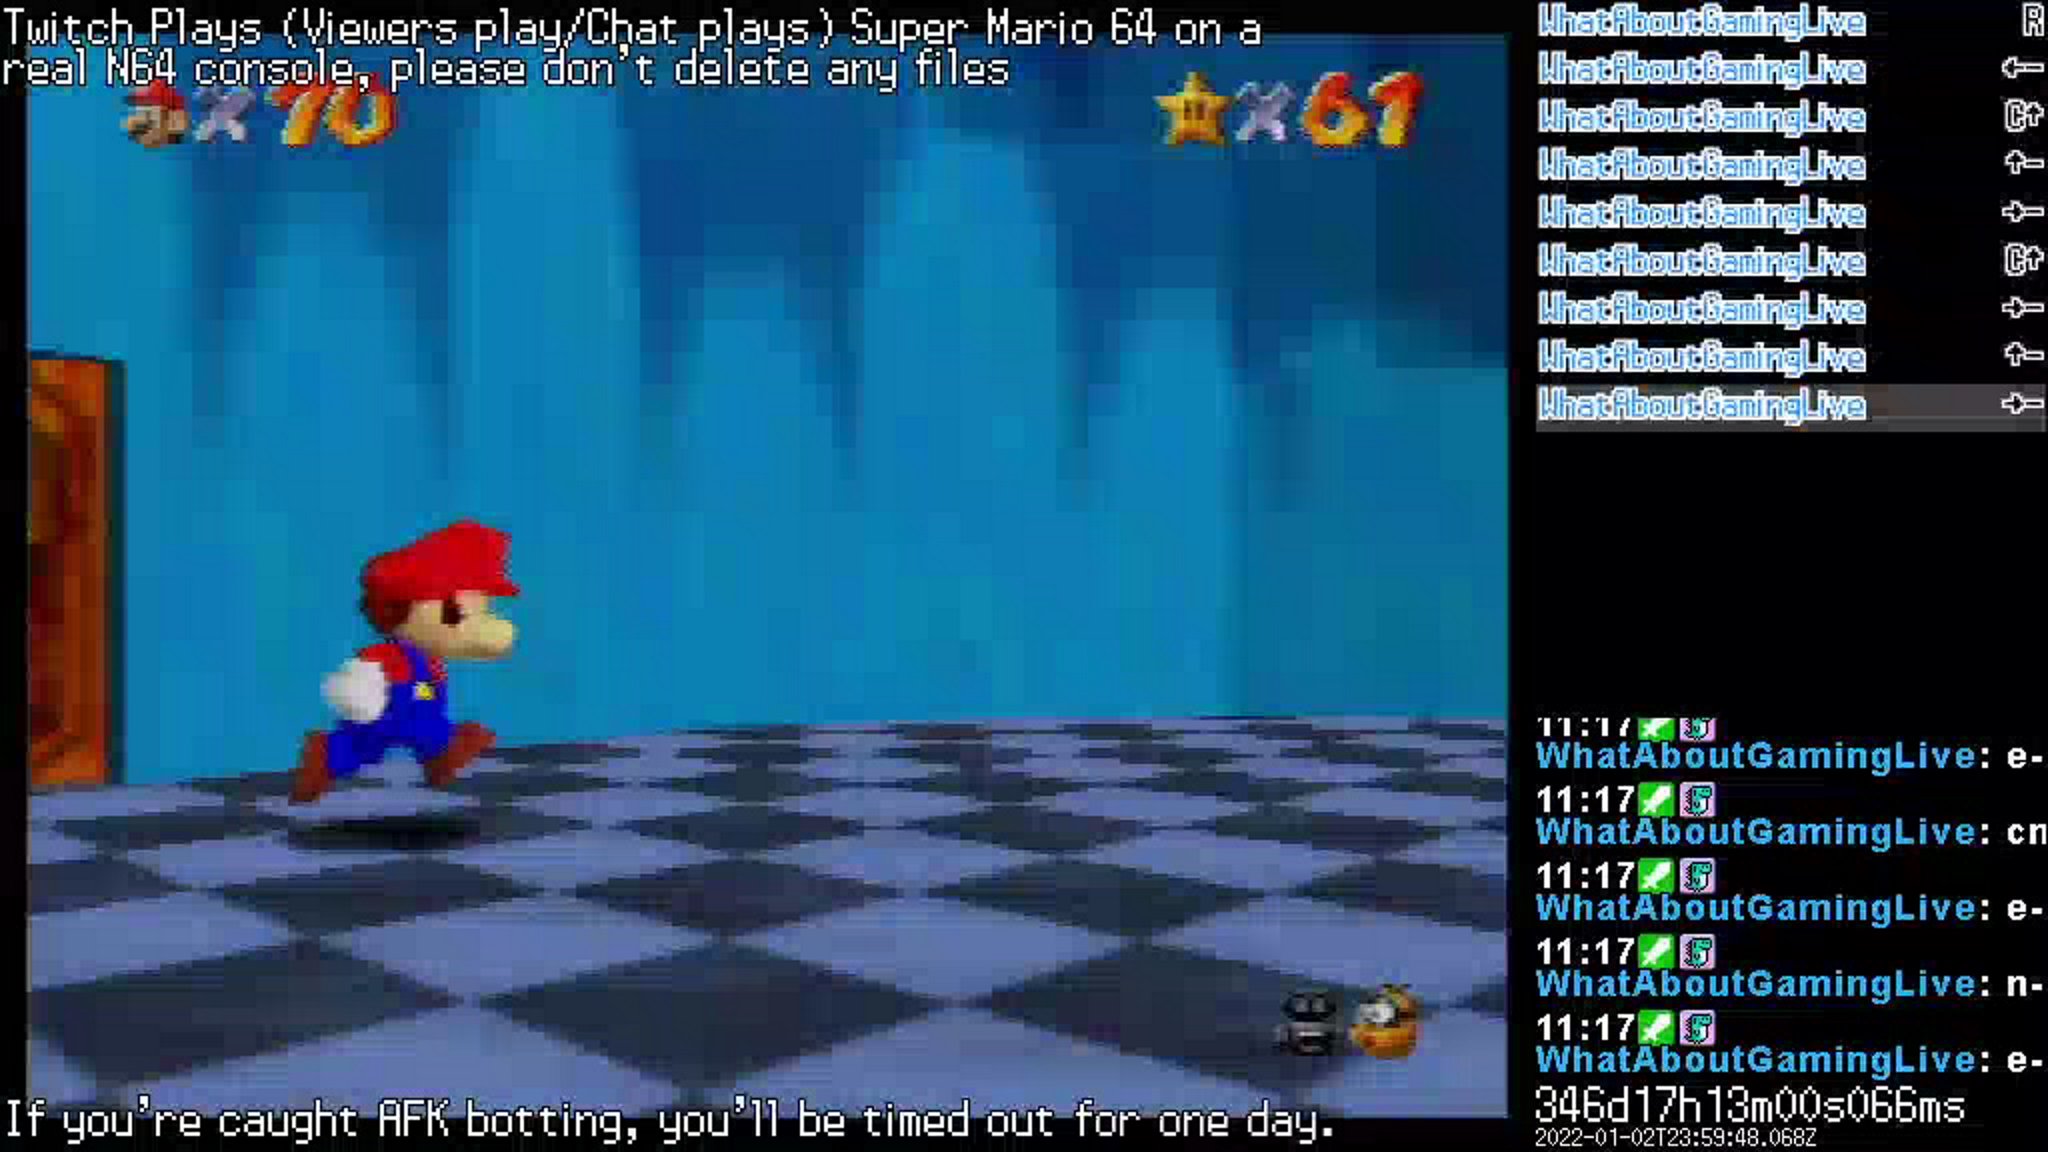 Twitch Plays (Viewers play/Chat plays) Super Mario 64 on a
real N64 console, please don't delete any files
x 70
x 61
WhatAboutGamingLive R
WhatAboutGamingLive ←
WhatAboutGamingLive C↑
WhatAboutGamingLive ↑-
WhatAboutGamingLive →-
WhatAboutGamingLive C↑
WhatAboutGamingLive →-
WhatAboutGamingLive ↑-
WhatAboutGamingLive →-
11:17
WhatAboutGamingLive: e-
11:17
WhatAboutGamingLive: cn
11:17
WhatAboutGamingLive: e-
11:17
WhatAboutGamingLive: n-
11:17
WhatAboutGamingLive: e-
346d17h13m00s066ms
2022-01-02T23:59:48.068Z
If you're caught AFK botting, you'll be timed out for one day.